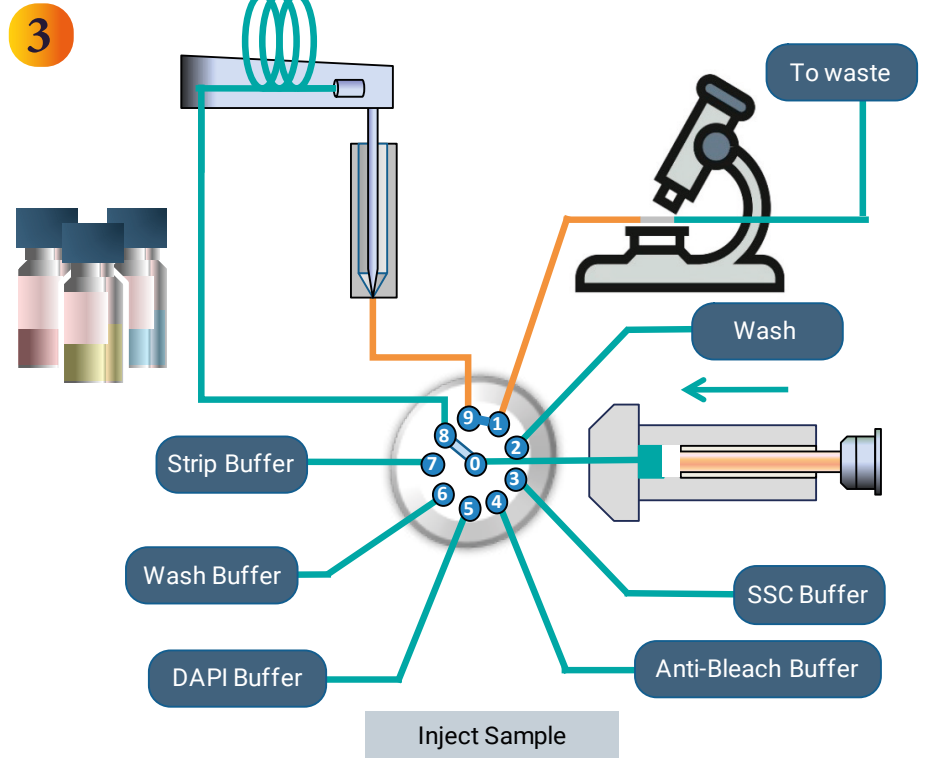 3
To waste
Wash
9
1
8
2
Strip Buffer
7
0
3
6
5
4
Wash Buffer
SSC Buffer
DAPI Buffer
Anti-Bleach Buffer
Inject Sample